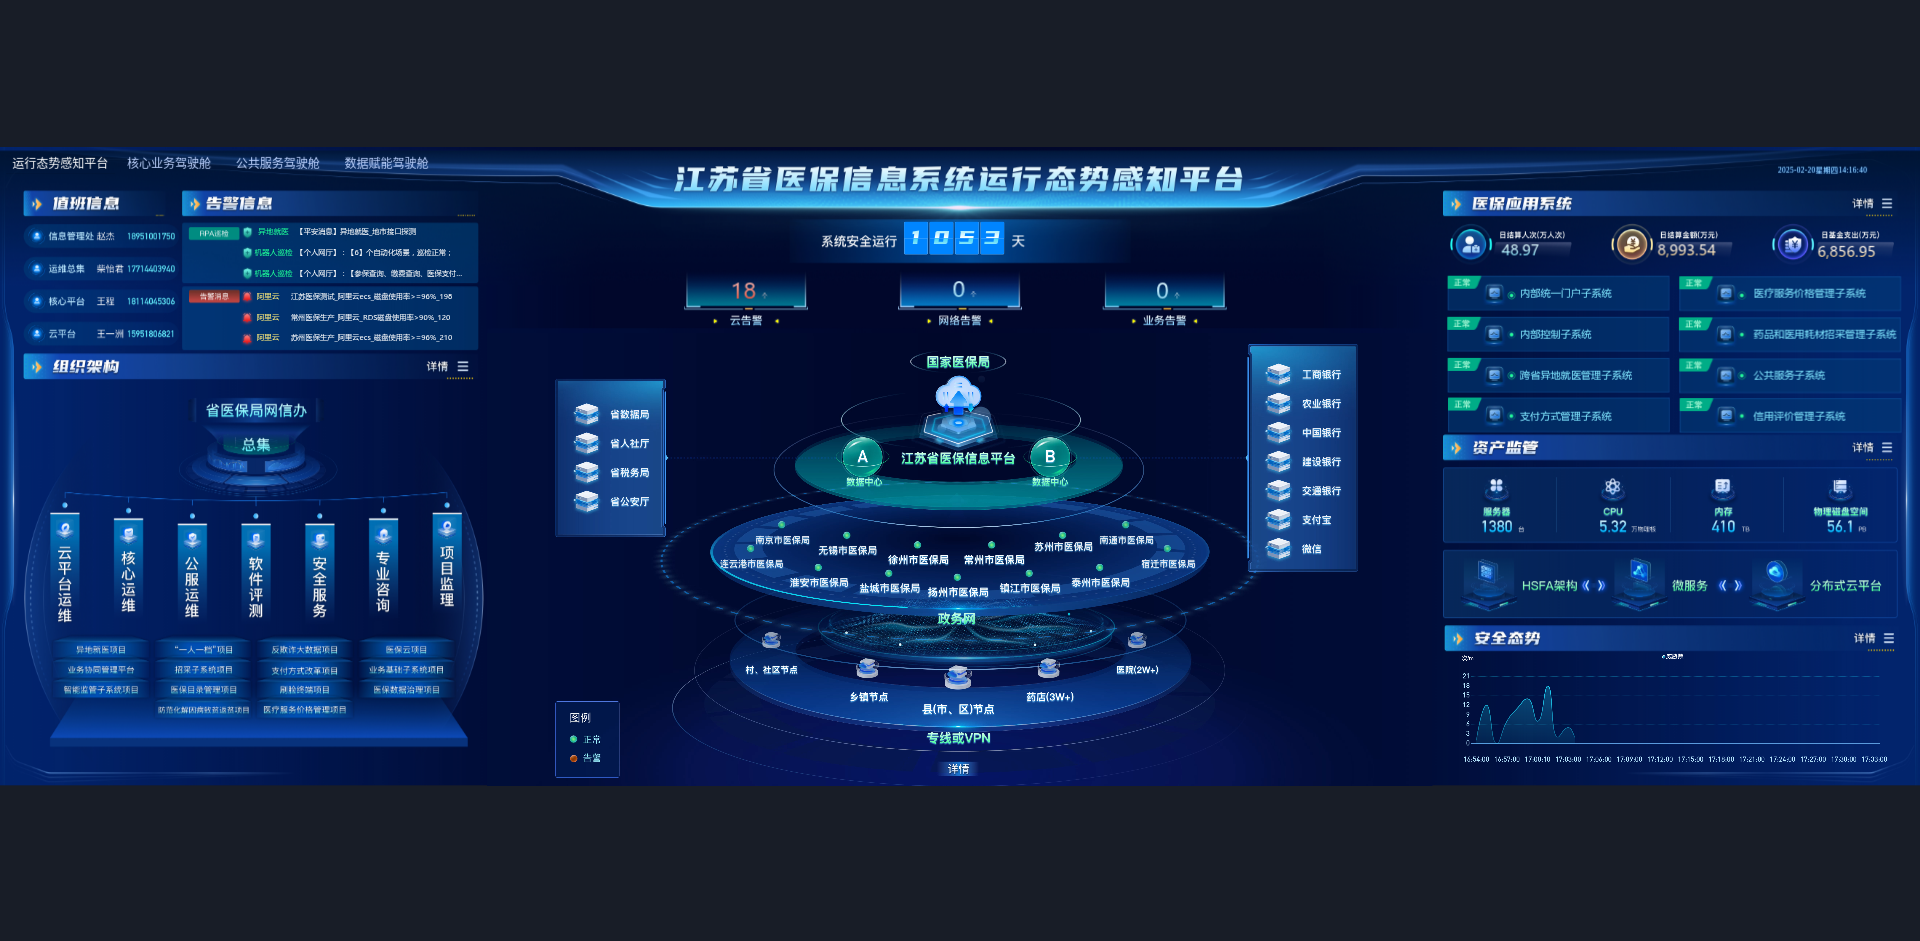 运行态势感知平台 核心业务驾驶舱 公共服务驾驶舱 数据赋能驾驶舱
江苏省医保信息系统运行态势感知平台
2025-02-20星期四14:16:40
值班信息
信息管理处 赵杰 18951001750
运维总集 柴怡君 17714403940
核心平台 王程 18114045306
云平台 王一洲 15951806821
告警信息
RPA巡检
异地就医 【平安消息】异地就医_地市接口探测
机器人巡检 【个人网厅】:【6】个自动化场景，巡检正常；
机器人巡检 【个人网厅】:【参保查询、缴费查询、医保支付...
告警消息
阿里云 江苏医保测试_阿里云ecs_磁盘使用率>=96%_198
阿里云 常州医保生产_阿里云_RDS磁盘使用率>90%_120
阿里云 苏州医保生产_阿里云ecs_磁盘使用率>=96%_210
组织架构
详情
省医保局网信办
总集
云平台运维
核心运维
公服运维
软件评测
安全服务
专业咨询
项目监理
异地就医项目 “一人一档”项目 反欺诈大数据项目 医保云项目
业务协同管理平台 招采子系统项目 支付方式改革项目 业务基础子系统项目
智能监管子系统项目 医保目录管理项目 刷脸终端项目 医保数据治理项目
防范化解因病致贫返贫项目 医疗服务价格管理项目
系统安全运行 1053 天
18
云告警
0
网络告警
0
业务告警
省数据局
省人社厅
省税务局
省公安厅
国家医保局
A
数据中心
江苏省医保信息平台
B
数据中心
南京市医保局
无锡市医保局
徐州市医保局
常州市医保局
苏州市医保局
南通市医保局
连云港市医保局
淮安市医保局
盐城市医保局
扬州市医保局
镇江市医保局
泰州市医保局
宿迁市医保局
政务网
村、社区节点
乡镇节点
县(市、区)节点
药店(3W+)
医院(2W+)
专线或VPN
详情
图例
正常
告警
工商银行
农业银行
中国银行
建设银行
交通银行
支付宝
微信
医保应用系统
详情
日结算人次(万人次)
48.97
日结算金额(万元)
8,993.54
日基金支出(万元)
6,856.95
正常 内部统一门户子系统
正常 医疗服务价格管理子系统
正常 内部控制子系统
正常 药品和医用耗材招采管理子系统
正常 跨省异地就医管理子系统
正常 公共服务子系统
正常 支付方式管理子系统
正常 信用评价管理子系统
资产监管
详情
服务器
1380 台
CPU
5.32
内存
410 TB
物理磁盘空间
56.1 PB
HSFA架构 《 》 微服务 《 》 分布式云平台
安全态势
详情
21
18
15
12
9
6
3
0
16:54:00 16:57:00 17:00:10 17:03:00 17:06:00 17:09:00 17:12:00 17:15:00 17:18:00 17:21:00 17:24:00 17:27:00 17:30:00 17:33:00